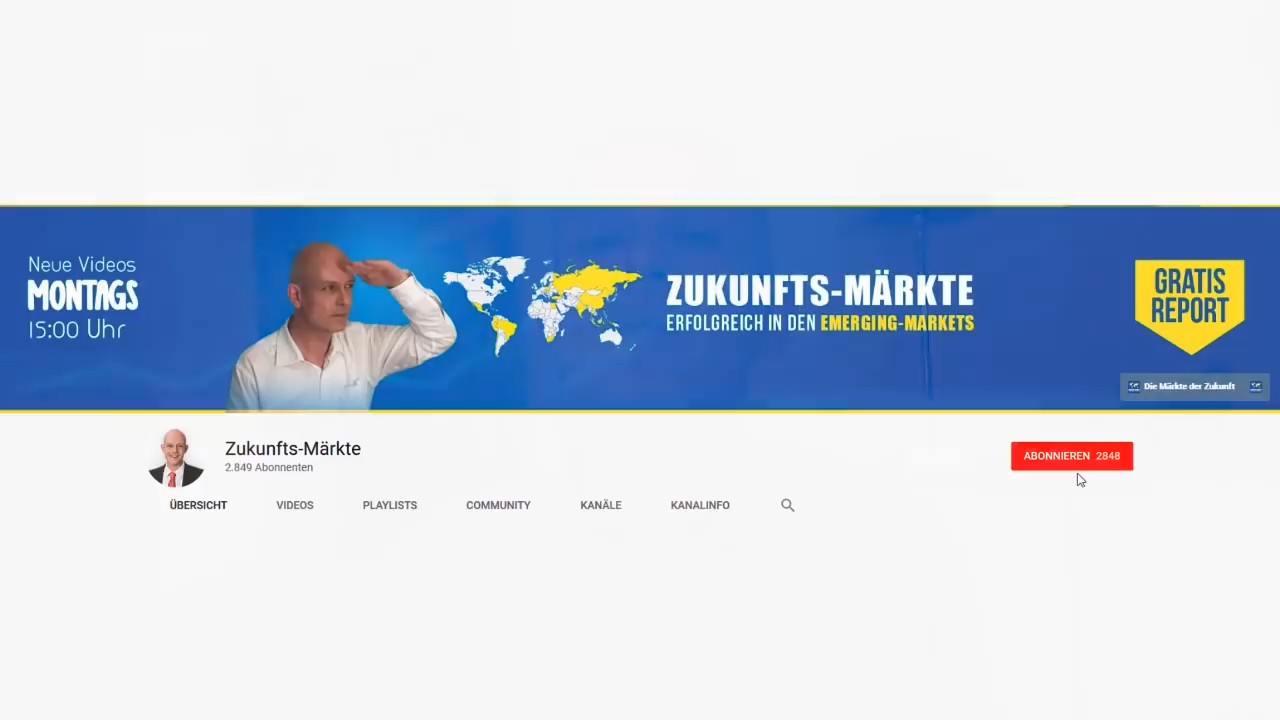 Neue Videos
MONTAGS
15:00 Uhr
ZUKUNFTS-MÄRKTE
ERFOLGREICH IN DEN EMERGING-MARKETS
GRATIS
REPORT
Die Märkte der Zukunft
Zukunfts-Märkte
2.849 Abonnenten
ABONNIEREN 2848
ÜBERSICHT VIDEOS PLAYLISTS COMMUNITY KANÄLE KANALINFO